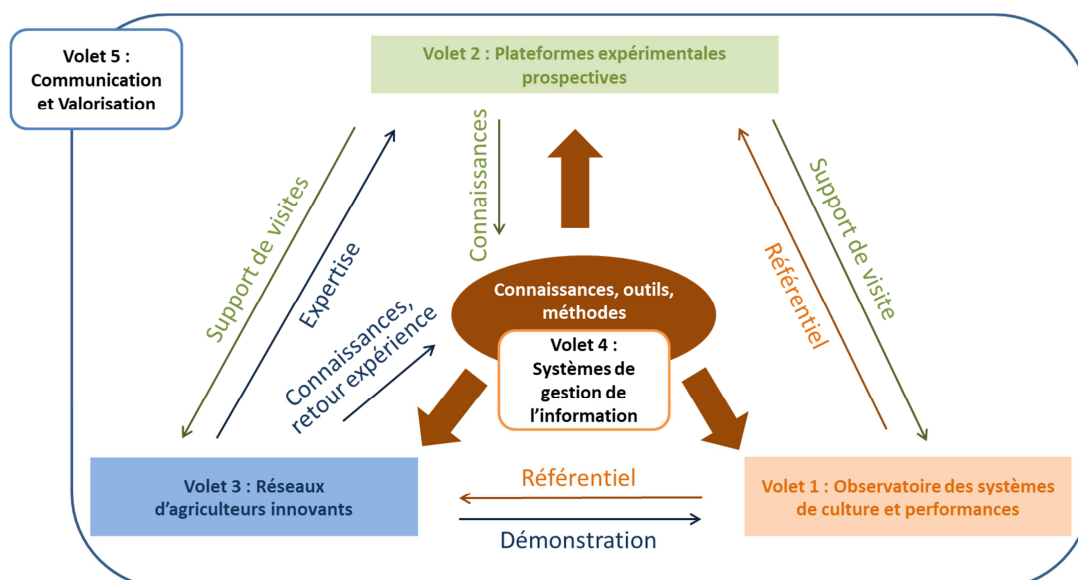 Volet 5 :
Communication
et Valorisation
Volet 2 : Plateformes expérimentales
prospectives
Connaissances
Support de visites
Expertise
Connaissances,
retour expérience
Support de visite
Référentiel
Connaissances, outils,
méthodes
Volet 4 :
Systèmes de
gestion de
l’information
Volet 3 : Réseaux
d’agriculteurs innovants
Référentiel
Démonstration
Volet 1 : Observatoire des systèmes
de culture et performances